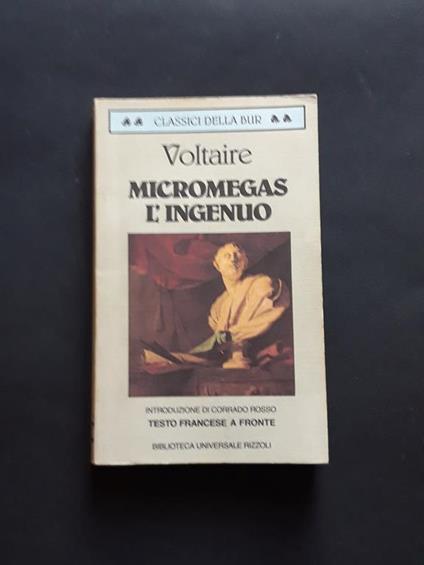 CLASSICI DELLA BUR
Voltaire
MICROMEGAS
L'INGENUO
INTRODUZIONE DI CORRADO ROSSO
TESTO FRANCESE A FRONTE
BIBLIOTECA UNIVERSALE RIZZOLI